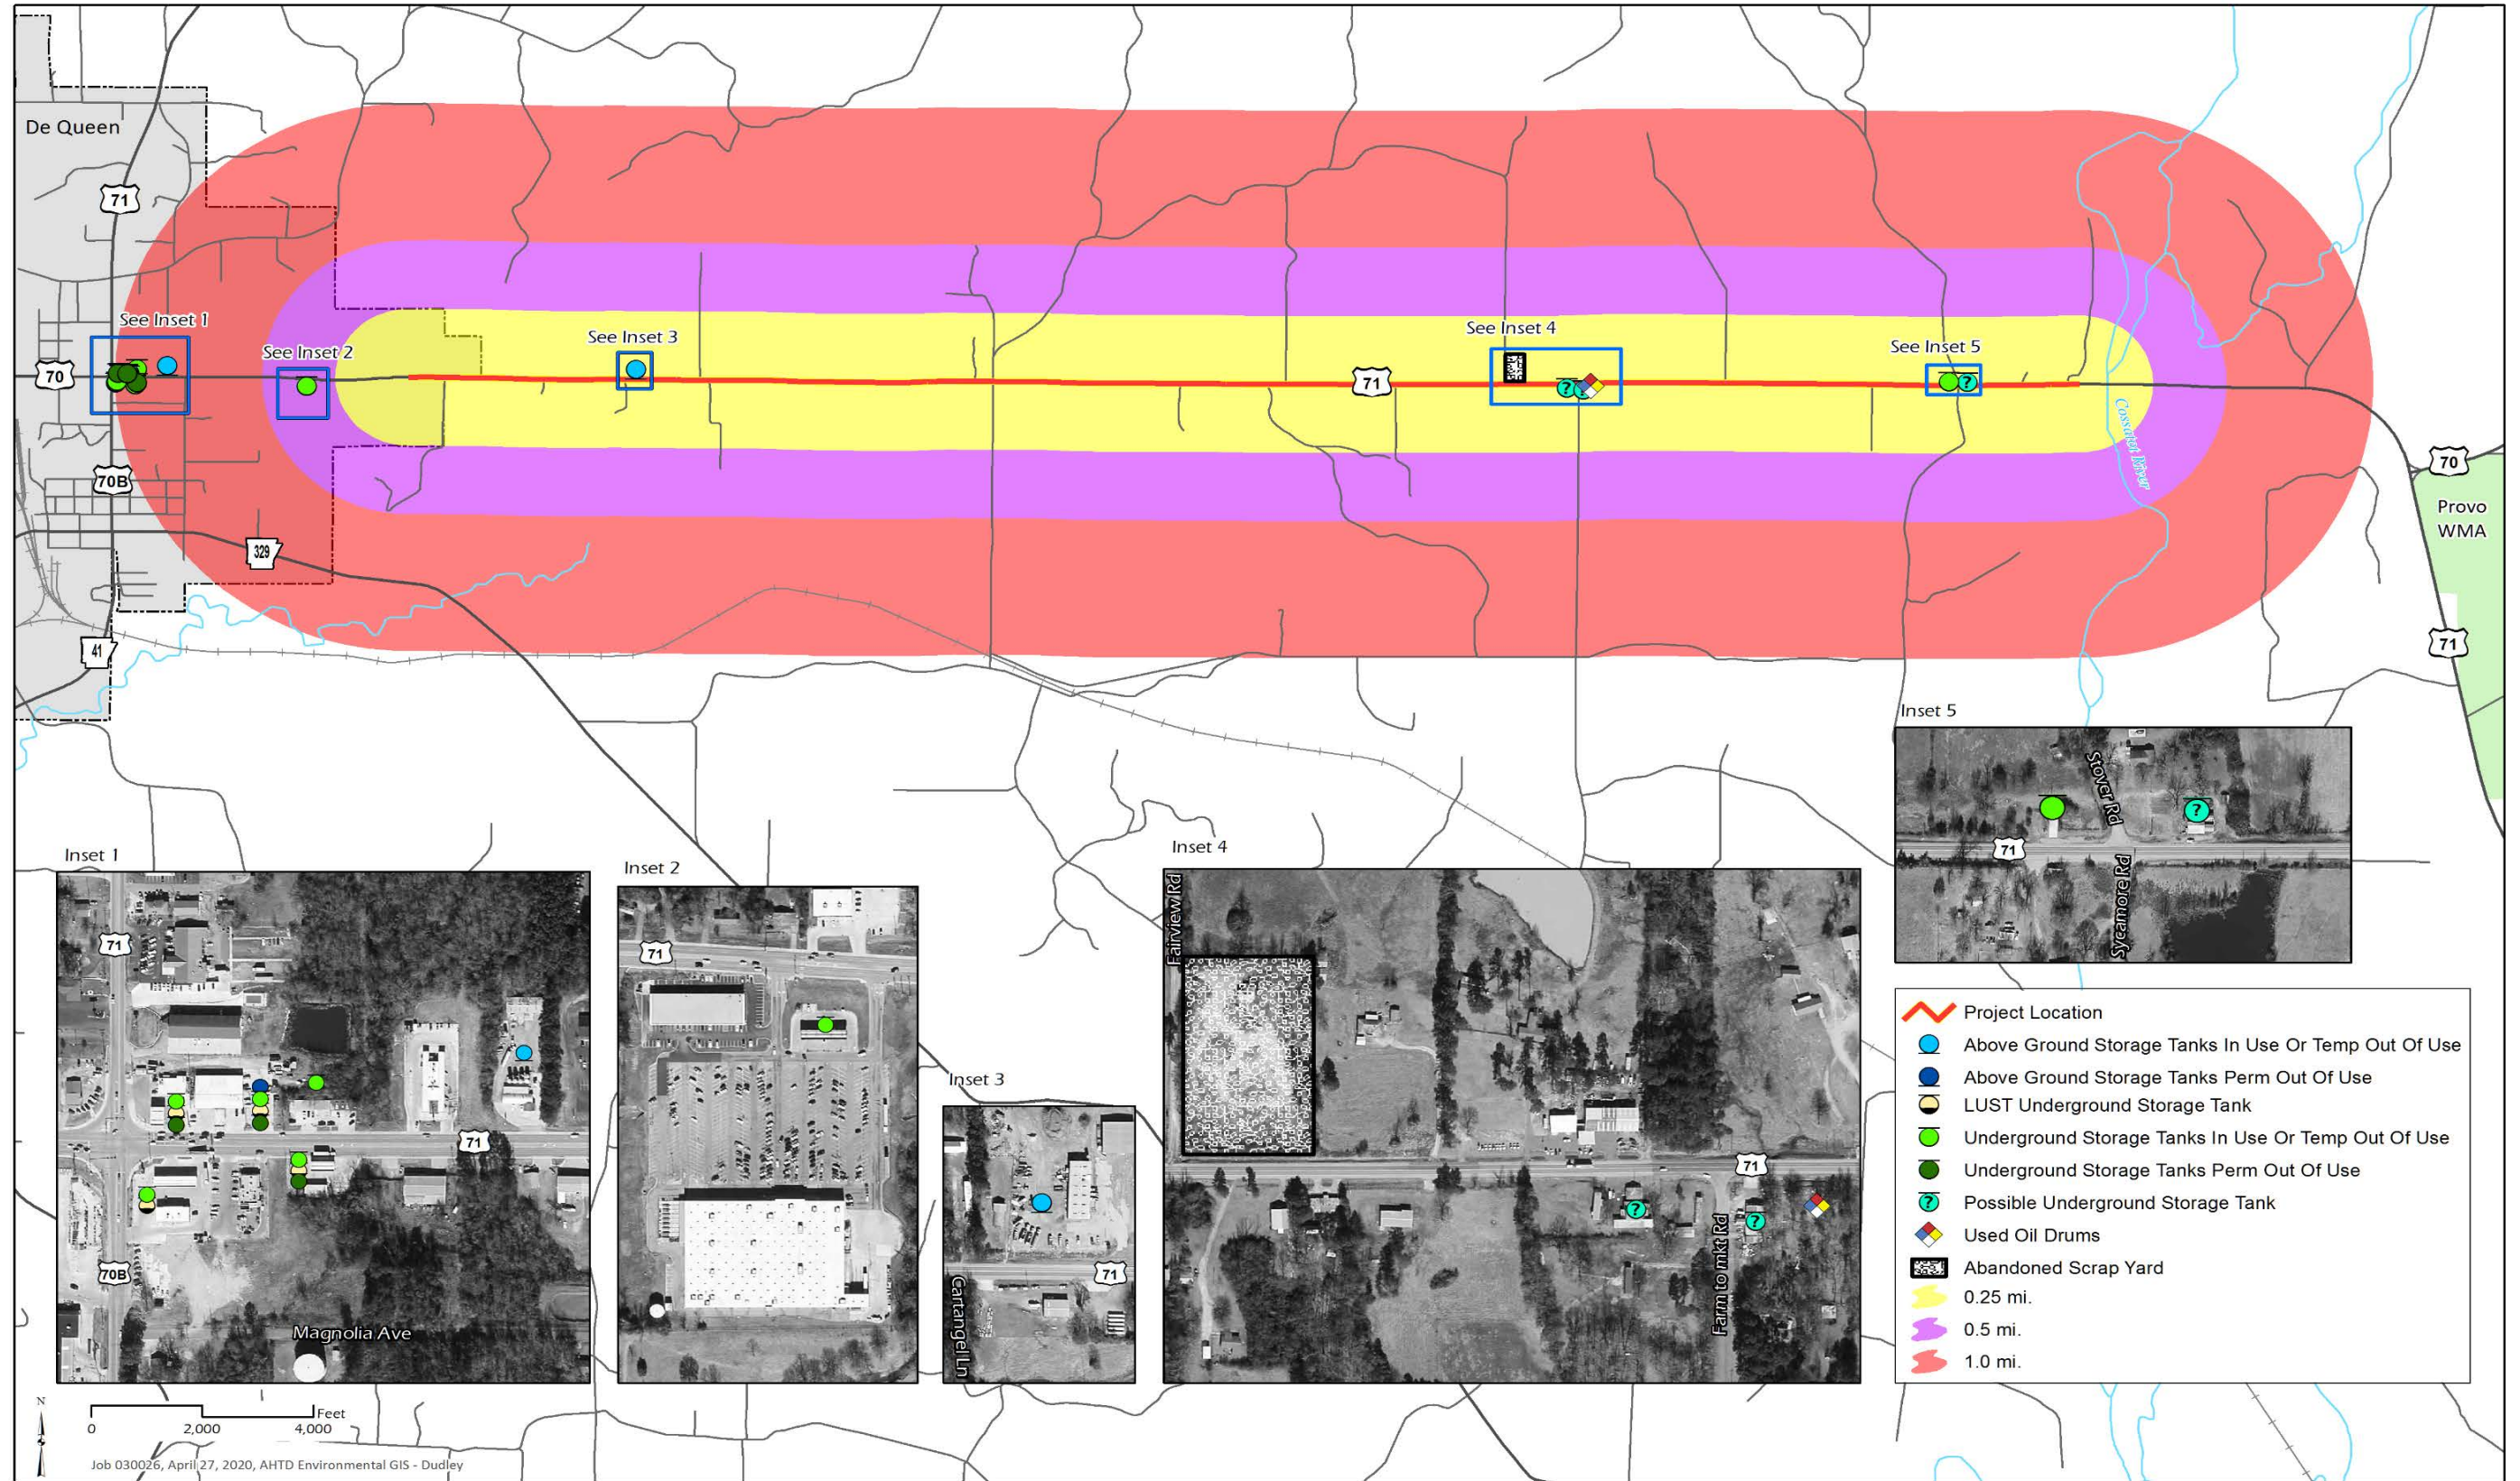 De Queen
71
See Inset 1
See Inset 2
See Inset 3
See Inset 4
See Inset 5
70
71
70B
329
41
Cossatot River
70
Provo
WMA
71
Inset 5
Stover Rd
?
71
Sycamore Rd
Inset 1
71
71
70B
Magnolia Ave
Inset 2
71
Inset 3
71
Cartangel Ln
Inset 4
Fairview Rd
71
?
?
Farm to mkt Rd
Project Location
Above Ground Storage Tanks In Use Or Temp Out Of Use
Above Ground Storage Tanks Perm Out Of Use
LUST Underground Storage Tank
Underground Storage Tanks In Use Or Temp Out Of Use
Underground Storage Tanks Perm Out Of Use
? Possible Underground Storage Tank
Used Oil Drums
Abandoned Scrap Yard
0.25 mi.
0.5 mi.
1.0 mi.
N
Feet
0 2,000 4,000
Job 030026, April 27, 2020, AHTD Environmental GIS - Dudley